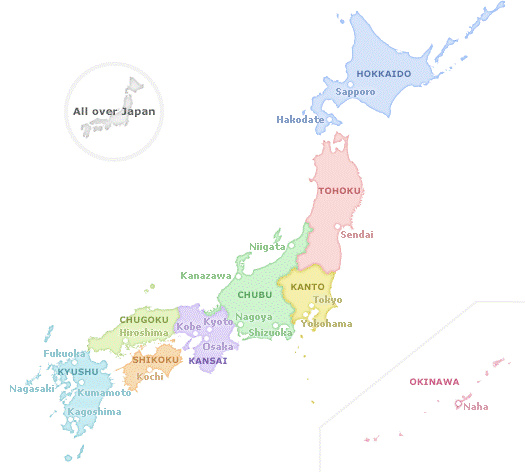 HOKKAIDO
Sapporo
All over Japan
Hakodate
TOHOKU
Sendai
Niigata
Kanazawa
KANTO
CHUBU
Tokyo
CHUGOKU
Nagoya
Kyoto
Yokohama
Hiroshima
Kobe
Shizuoka
Osaka
Fukuoka
SHIKOKU
KANSAI
KYUSHU
Kochi
OKINAWA
Nagasaki
Kumamoto
Naha
Kagoshima